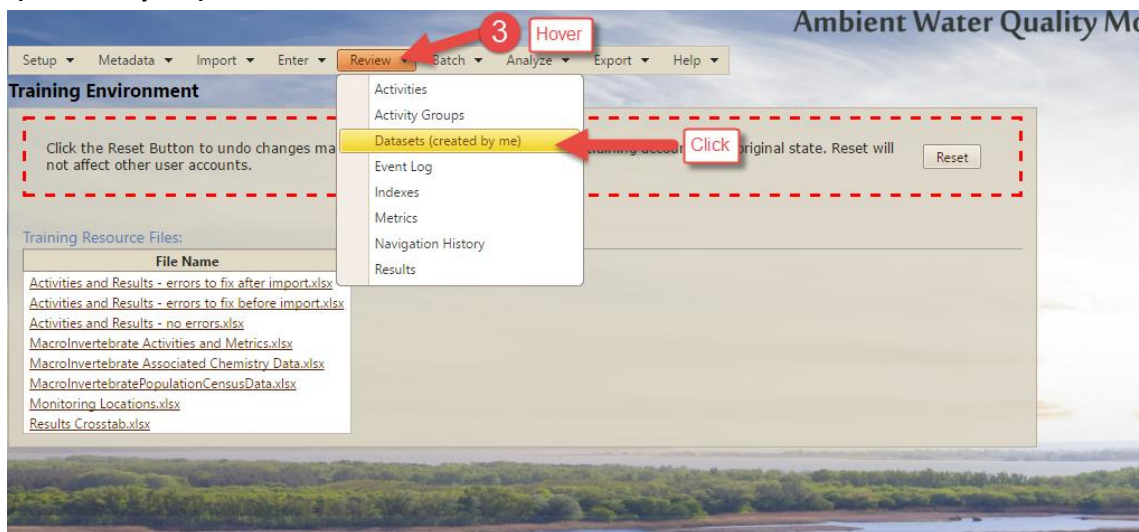 Ambient Water Quality Mo
3 Hover
Setup Metadata Import Enter Review Batch Analyze Export Help
Training Environment
Activities
Activity Groups
Datasets (created by me)
Click
Event Log
Indexes
Metrics
Navigation History
Results
Click the Reset Button to undo changes ma training accou original state. Reset will
not affect other user accounts.
Reset
Training Resource Files:
File Name
Activities and Results - errors to fix after import.xlsx
Activities and Results - errors to fix before import.xlsx
Activities and Results - no errors.xlsx
MacroInvertebrate Activities and Metrics.xlsx
MacroInvertebrate Associated Chemistry Data.xlsx
MacroInvertebratePopulationCensusData.xlsx
Monitoring Locations.xlsx
Results Crosstab.xlsx